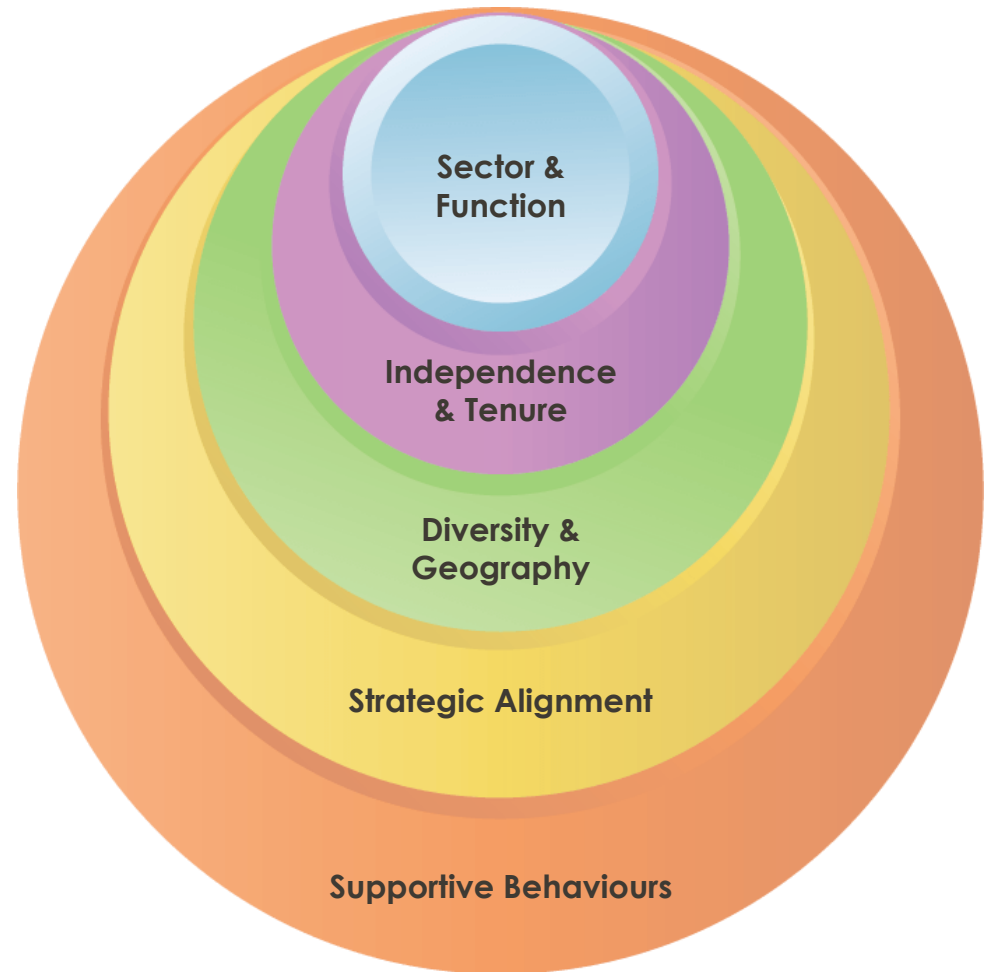 Sector &
Function
Independence
& Tenure
Diversity &
Geography
Strategic Alignment
Supportive Behaviours